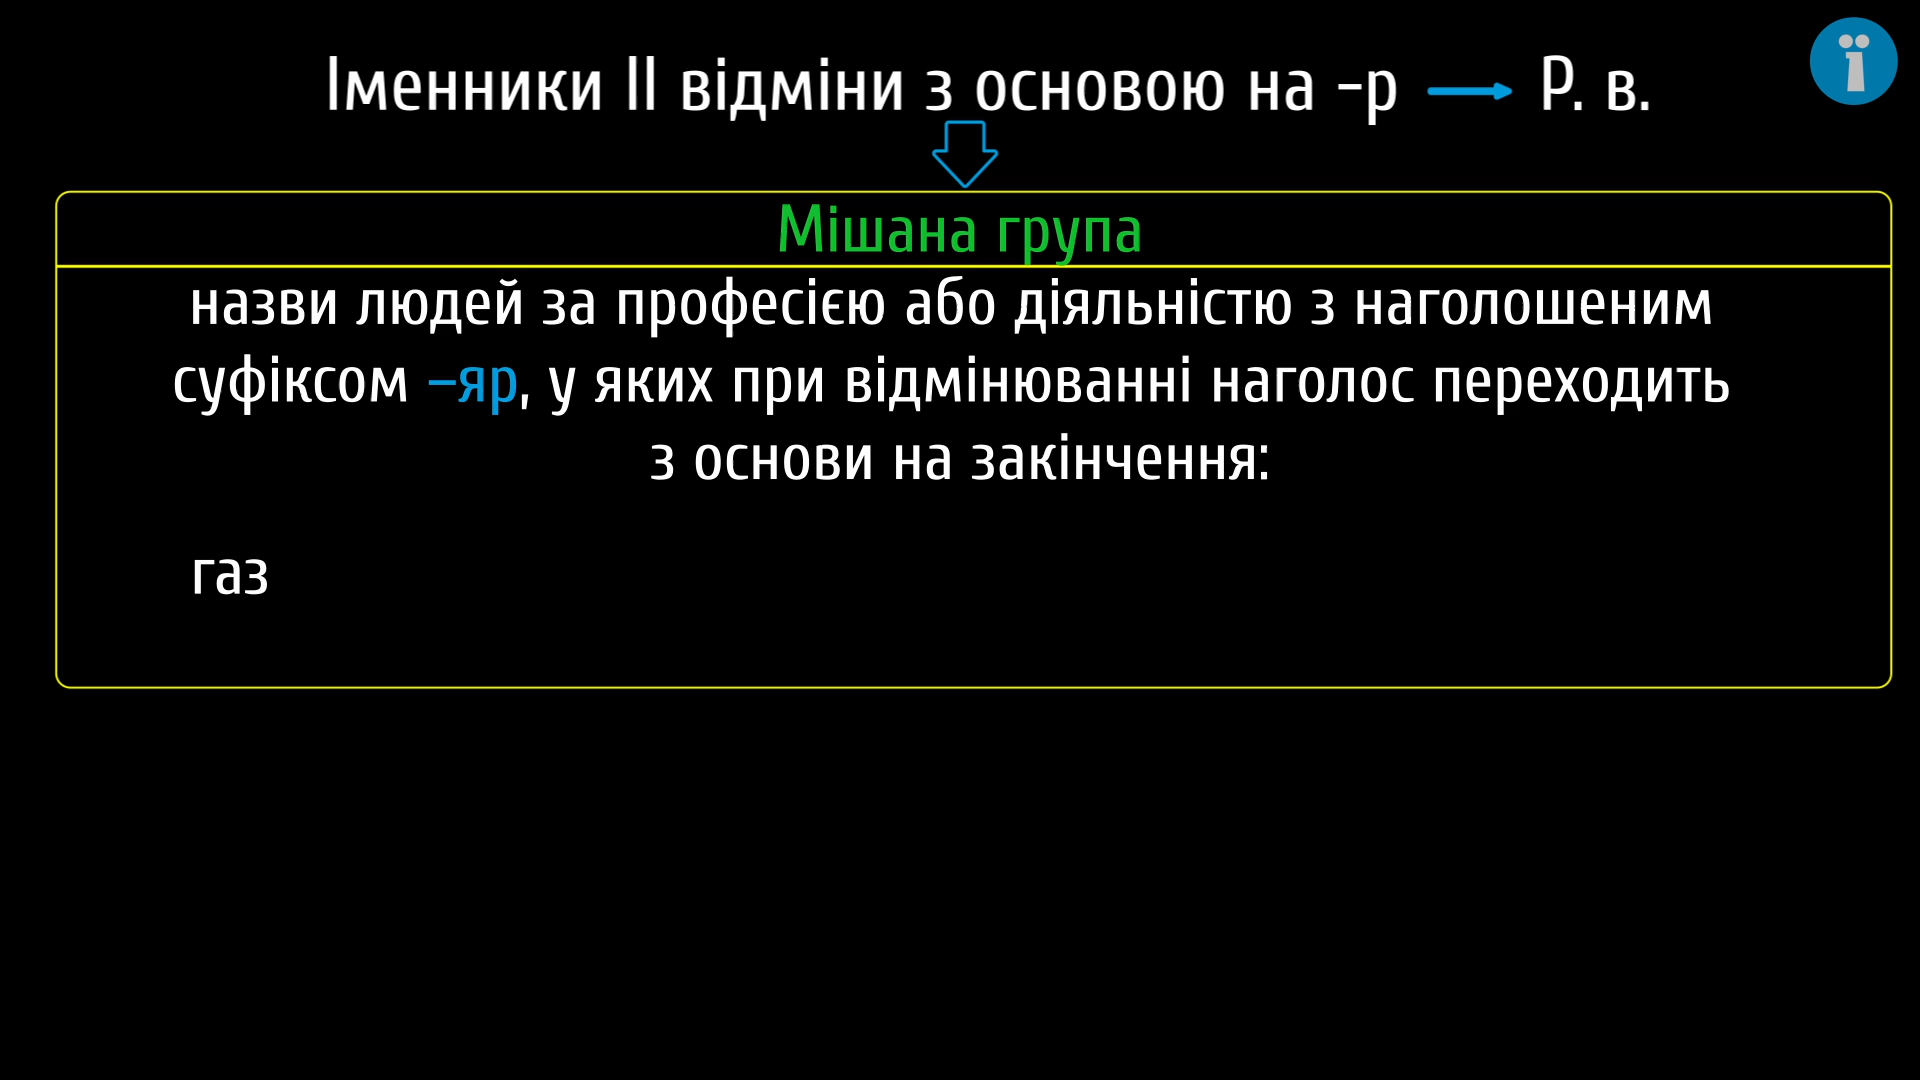 Іменники ІІ відміни з основою на -р → Р. в.
ї
Мішана група
назви людей за професією або діяльністю з наголошеним
суфіксом –яр, у яких при відмінюванні наголос переходить
з основи на закінчення:
газ